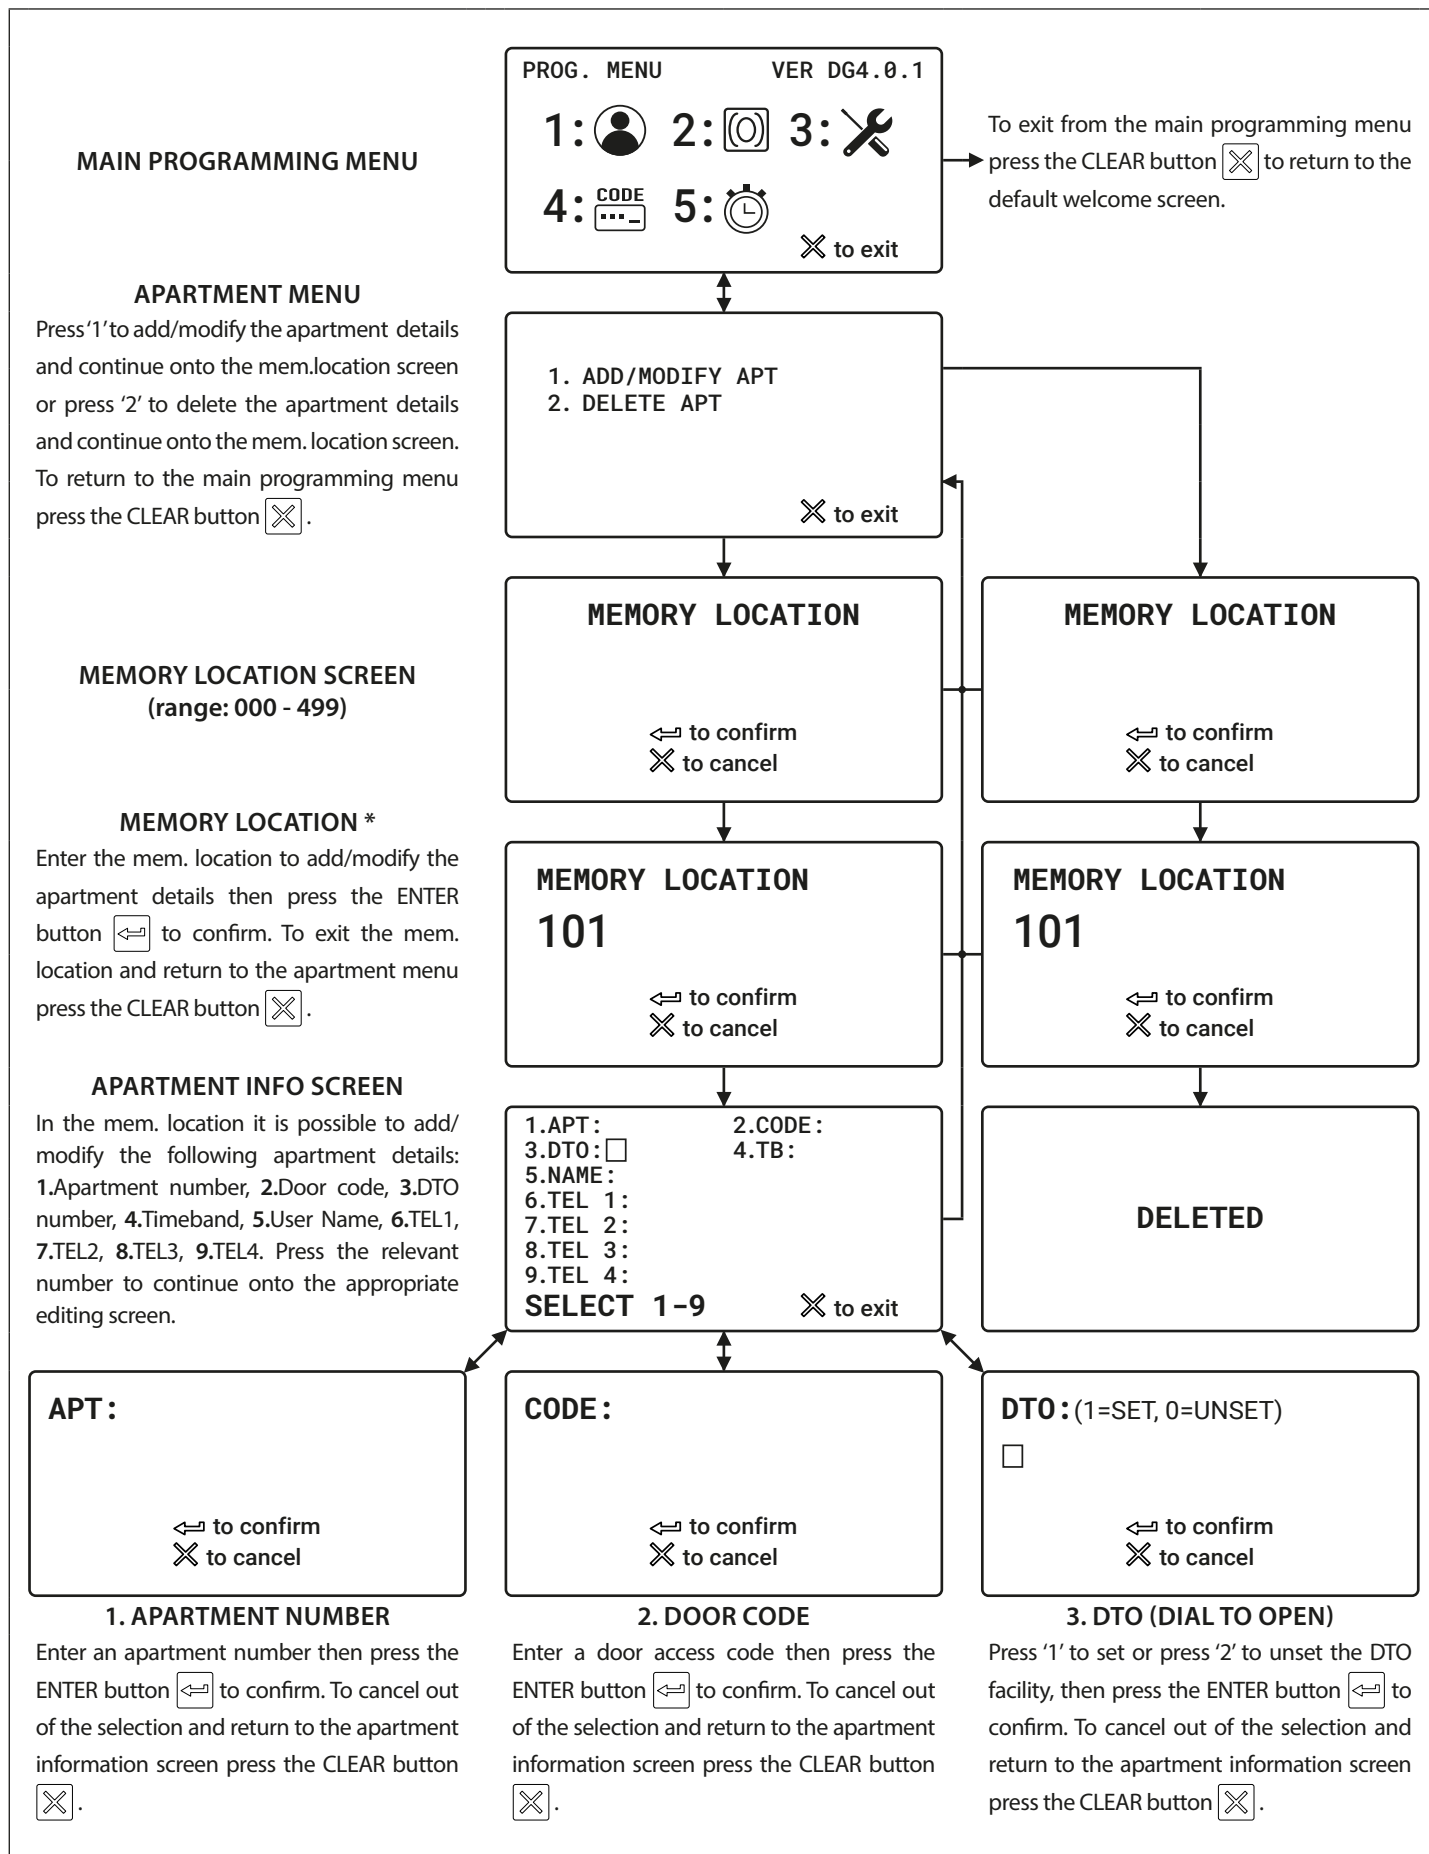 PROG. MENU VER DG4.0.1
1: 2: 3:
4: CODE 5:
to exit
MAIN PROGRAMMING MENU
To exit from the main programming menu
press the CLEAR button to return to the
default welcome screen.
APARTMENT MENU
Press ‘1’ to add/modify the apartment details
and continue onto the mem.location screen
or press ‘2’ to delete the apartment details
and continue onto the mem. location screen.
To return to the main programming menu
press the CLEAR button .
1. ADD/MODIFY APT
2. DELETE APT
to exit
MEMORY LOCATION SCREEN
(range: 000 - 499)
MEMORY LOCATION
to confirm
to cancel
MEMORY LOCATION
to confirm
to cancel
MEMORY LOCATION *
Enter the mem. location to add/modify the
apartment details then press the ENTER
button to confirm. To exit the mem.
location and return to the apartment menu
press the CLEAR button .
MEMORY LOCATION
101
to confirm
to cancel
MEMORY LOCATION
101
to confirm
to cancel
APARTMENT INFO SCREEN
In the mem. location it is possible to add/
modify the following apartment details:
1.Apartment number, 2.Door code, 3.DTO
number, 4.Timeband, 5.User Name, 6.TEL1,
7.TEL2, 8.TEL3, 9.TEL4. Press the relevant
number to continue onto the appropriate
editing screen.
1.APT: 2.CODE:
3.DTO: 4.TB:
5.NAME:
6.TEL 1:
7.TEL 2:
8.TEL 3:
9.TEL 4:
SELECT 1-9 to exit
DELETED
APT:
to confirm
to cancel
CODE:
to confirm
to cancel
DTO:(1=SET, 0=UNSET)
to confirm
to cancel
1. APARTMENT NUMBER
Enter an apartment number then press the
ENTER button to confirm. To cancel out
of the selection and return to the apartment
information screen press the CLEAR button
.
2. DOOR CODE
Enter a door access code then press the
ENTER button to confirm. To cancel out
of the selection and return to the apartment
information screen press the CLEAR button
.
3. DTO (DIAL TO OPEN)
Press ‘1’ to set or press ‘2’ to unset the DTO
facility, then press the ENTER button to
confirm. To cancel out of the selection and
return to the apartment information screen
press the CLEAR button .